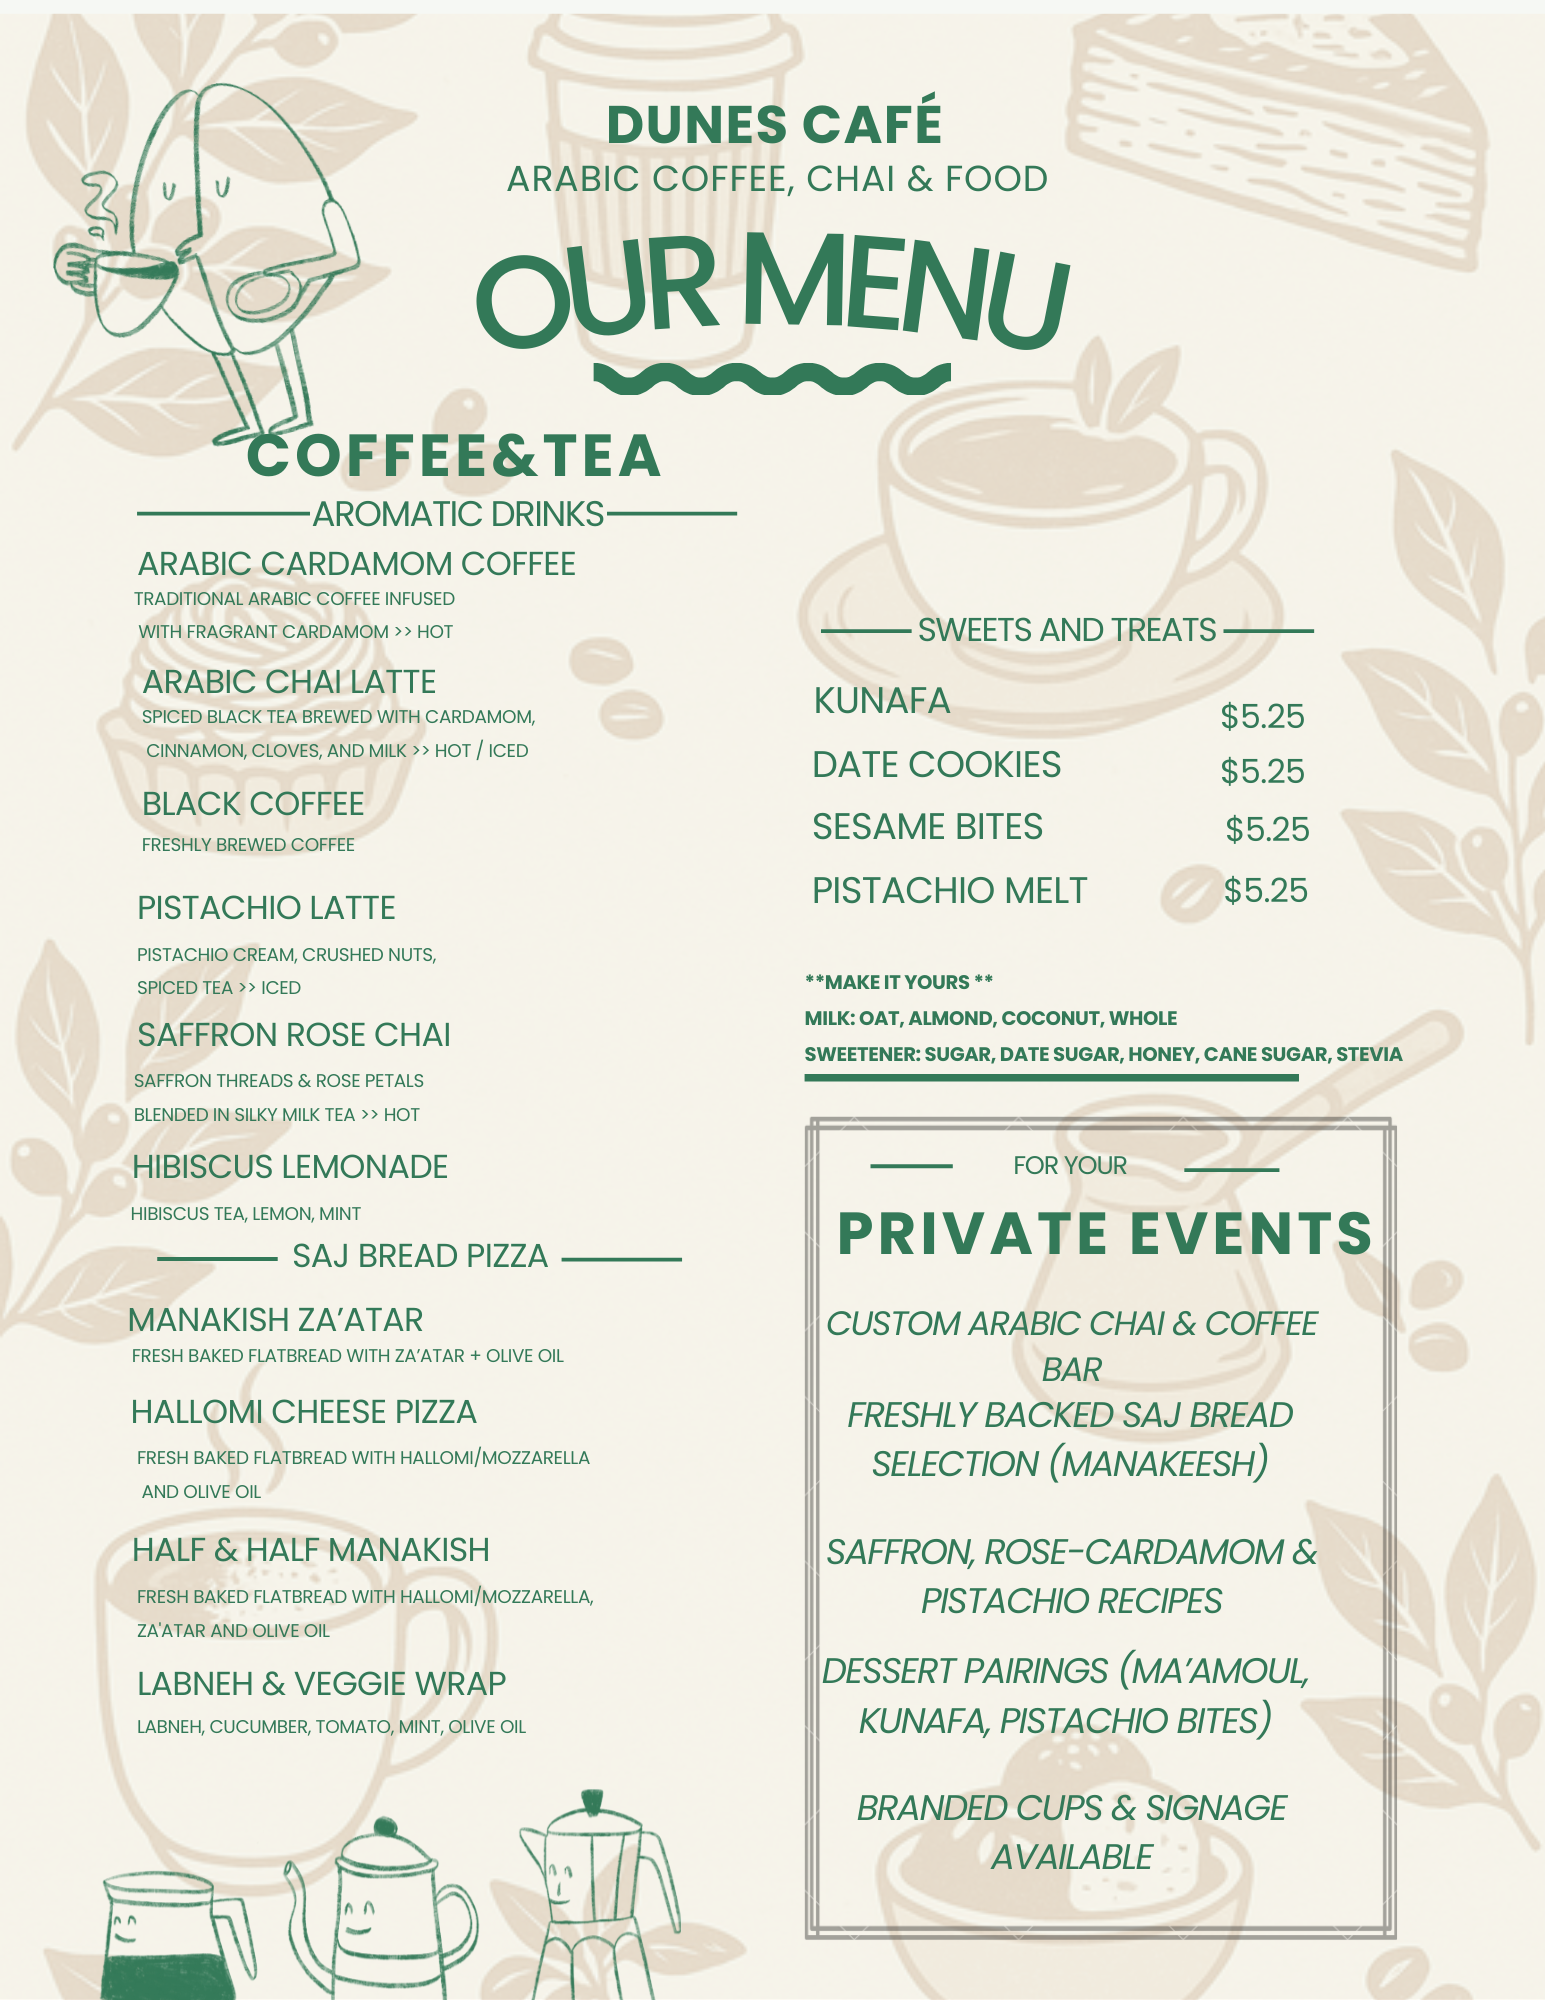 DUNES CAFÉ
ARABIC COFFEE, CHAI & FOOD
OUR MENU
COFFEE&TEA
AROMATIC DRINKS
ARABIC CARDAMOM COFFEE
TRADITIONAL ARABIC COFFEE INFUSED
WITH FRAGRANT CARDAMOM >> HOT
ARABIC CHAI LATTE
SPICED BLACK TEA BREWED WITH CARDAMOM,
CINNAMON, CLOVES, AND MILK >> HOT / ICED
BLACK COFFEE
FRESHLY BREWED COFFEE
PISTACHIO LATTE
PISTACHIO CREAM, CRUSHED NUTS,
SPICED TEA >> ICED
SAFFRON ROSE CHAI
SAFFRON THREADS & ROSE PETALS
BLENDED IN SILKY MILK TEA >> HOT
HIBISCUS LEMONADE
HIBISCUS TEA, LEMON, MINT
SAJ BREAD PIZZA
MANAKISH ZA’ATAR
FRESH BAKED FLATBREAD WITH ZA’ATAR + OLIVE OIL
HALLOMI CHEESE PIZZA
FRESH BAKED FLATBREAD WITH HALLOMI/MOZZARELLA
AND OLIVE OIL
HALF & HALF MANAKISH
FRESH BAKED FLATBREAD WITH HALLOMI/MOZZARELLA,
ZA'ATAR AND OLIVE OIL
LABNEH & VEGGIE WRAP
LABNEH, CUCUMBER, TOMATO, MINT, OLIVE OIL
SWEETS AND TREATS
KUNAFA $5.25
DATE COOKIES $5.25
SESAME BITES $5.25
PISTACHIO MELT $5.25
**MAKE IT YOURS **
MILK: OAT, ALMOND, COCONUT, WHOLE
SWEETENER: SUGAR, DATE SUGAR, HONEY, CANE SUGAR, STEVIA
FOR YOUR
PRIVATE EVENTS
CUSTOM ARABIC CHAI & COFFEE
BAR
FRESHLY BACKED SAJ BREAD
SELECTION (MANAKEESH)
SAFFRON, ROSE-CARDAMOM &
PISTACHIO RECIPES
DESSERT PAIRINGS (MA’AMOUL,
KUNAFA, PISTACHIO BITES)
BRANDED CUPS & SIGNAGE
AVAILABLE